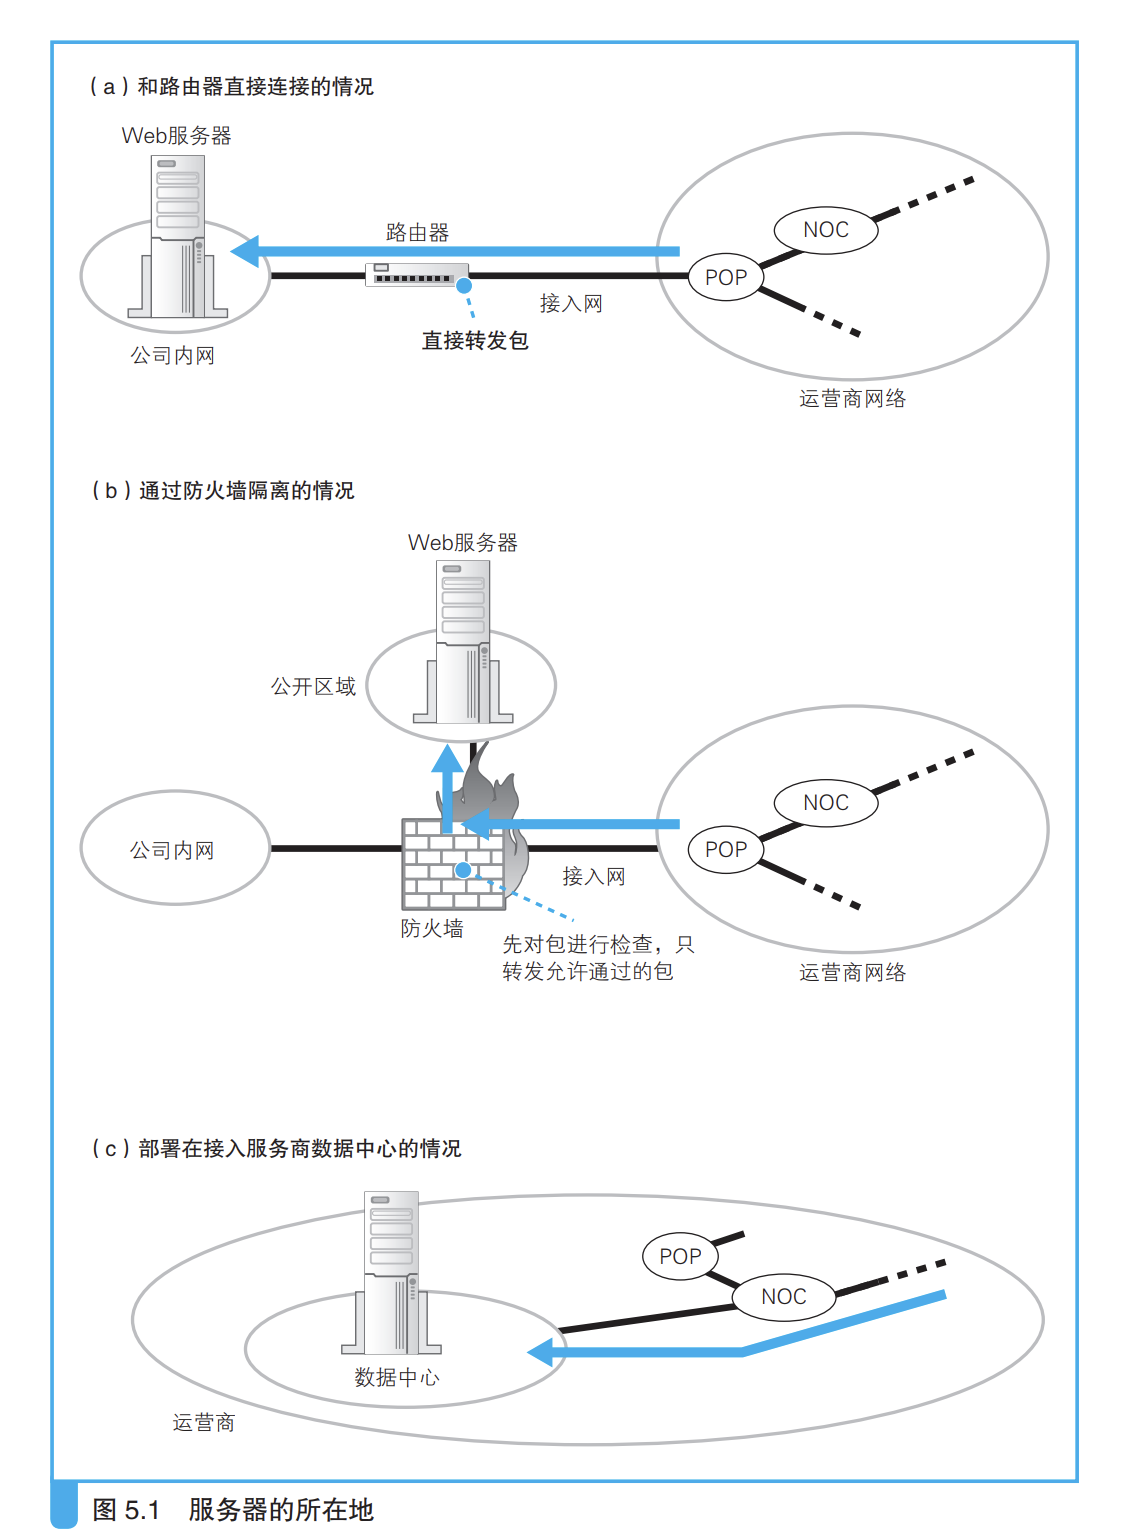 （a）和路由器直接连接的情况
Web服务器
路由器
NOC
POP
接入网
直接转发包
公司内网
运营商网络
（b）通过防火墙隔离的情况
Web服务器
公开区域
NOC
公司内网
POP
接入网
防火墙
先对包进行检查，只
转发允许通过的包
运营商网络
（c）部署在接入服务商数据中心的情况
POP
NOC
数据中心
运营商
图 5.1 服务器的所在地